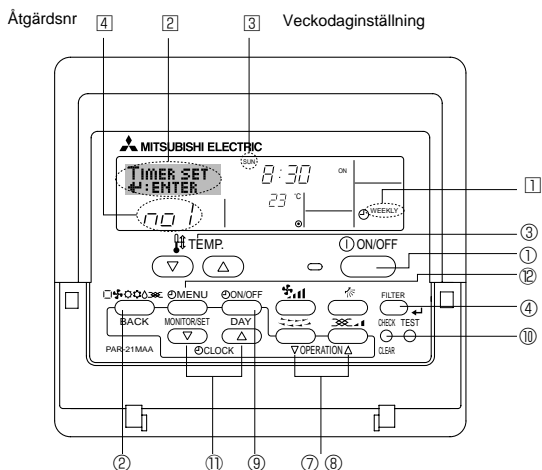 Åtgärdsnr 4 2 3 Veckodaginställning
MITSUBISHI ELECTRIC
TIMER SET
:ENTER
SUN
8:30
ON
23 °C
WEEKLY
1
no 1
TEMP.
ON/OFF
③
①
⑫
MENU
ON/OFF
FILTER
④
BACK
MONITOR/SET
DAY
CHECK TEST
⑩
PAR-21MAA
CLOCK
▽OPERATION△
CLEAR
② ⑪ ⑨ ⑦ ⑧